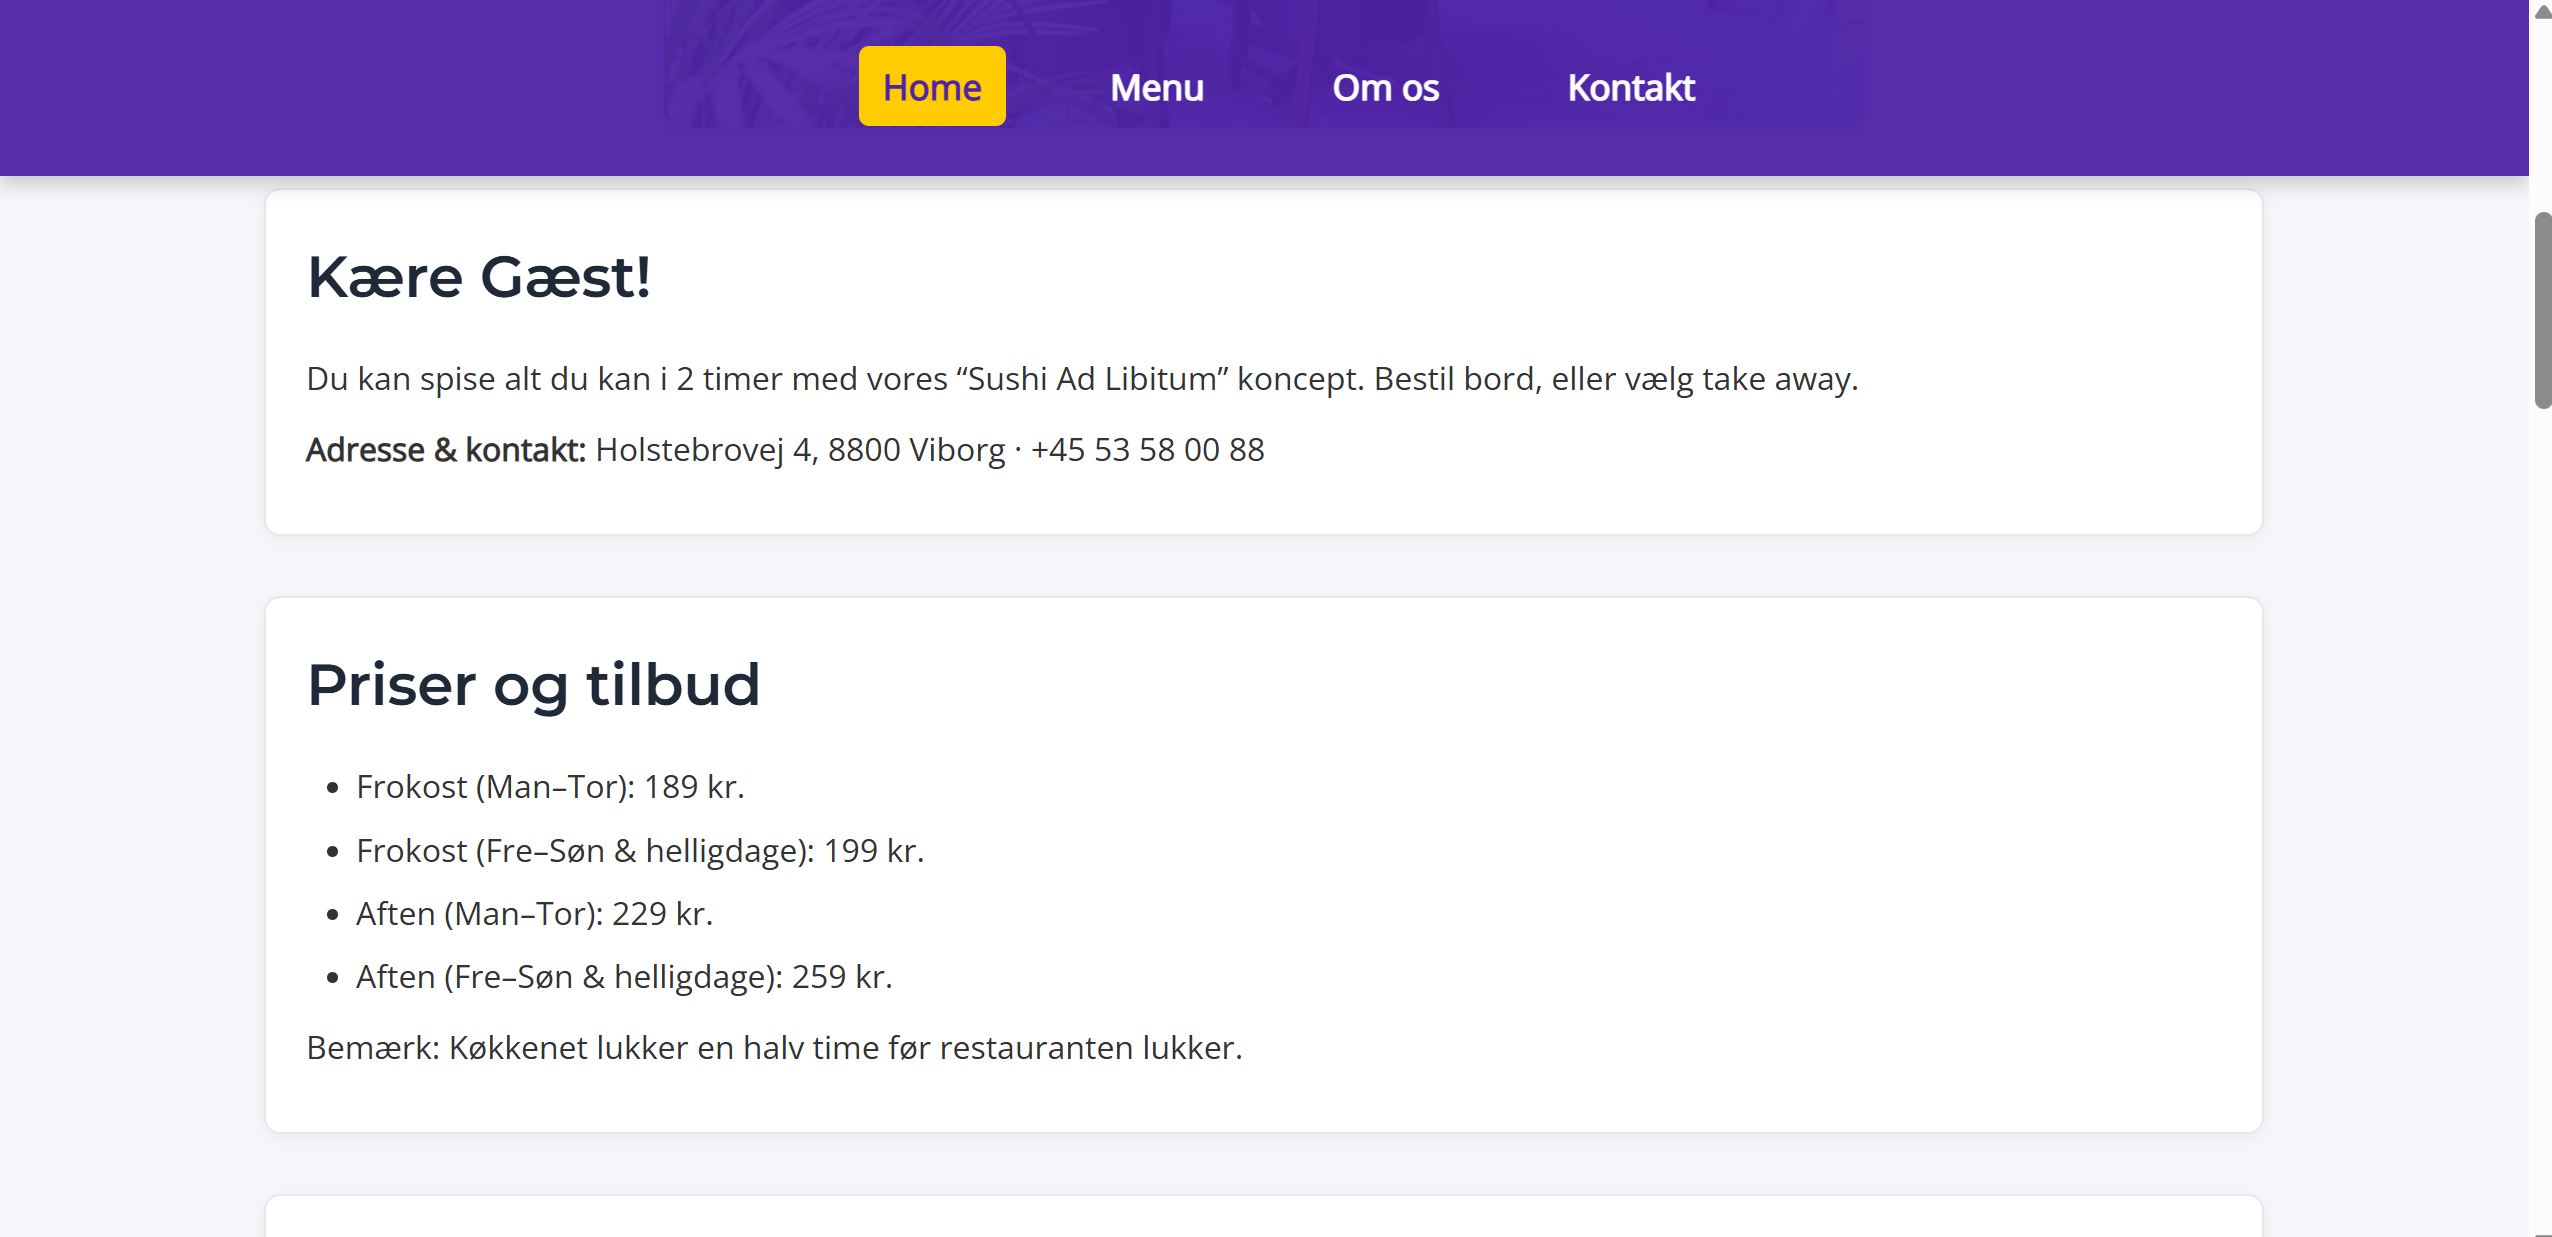 Home Menu Om os Kontakt
Kære Gæst!
Du kan spise alt du kan i 2 timer med vores “Sushi Ad Libitum” koncept. Bestil bord, eller vælg take away.
Adresse & kontakt: Holstebrovej 4, 8800 Viborg · +45 53 58 00 88
Priser og tilbud
• Frokost (Man–Tor): 189 kr.
• Frokost (Fre–Søn & helligdage): 199 kr.
• Aften (Man–Tor): 229 kr.
• Aften (Fre–Søn & helligdage): 259 kr.
Bemærk: Køkkenet lukker en halv time før restauranten lukker.